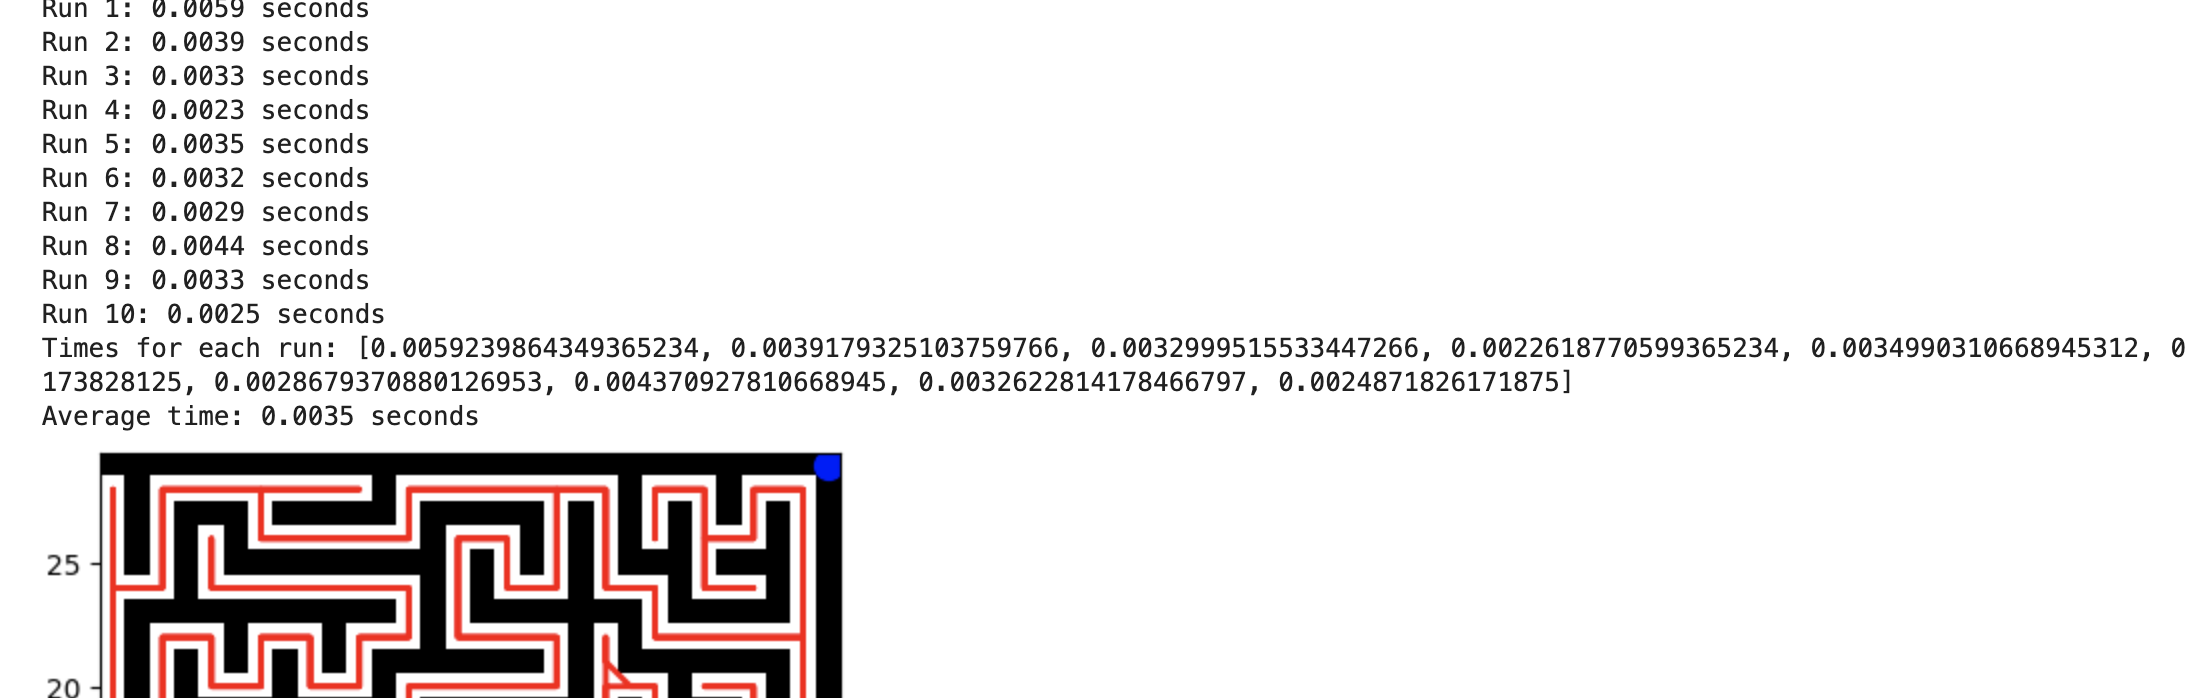 Run 1: 0.0059 seconds
Run 2: 0.0039 seconds
Run 3: 0.0033 seconds
Run 4: 0.0023 seconds
Run 5: 0.0035 seconds
Run 6: 0.0032 seconds
Run 7: 0.0029 seconds
Run 8: 0.0044 seconds
Run 9: 0.0033 seconds
Run 10: 0.0025 seconds
Times for each run: [0.0059239864349365234, 0.0039179325103759766, 0.0032999515533447266, 0.0022618770599365234, 0.0034990310668945312, 0
173828125, 0.0028679370880126953, 0.004370927810668945, 0.0032622814178466797, 0.0024871826171875]
Average time: 0.0035 seconds
25
20